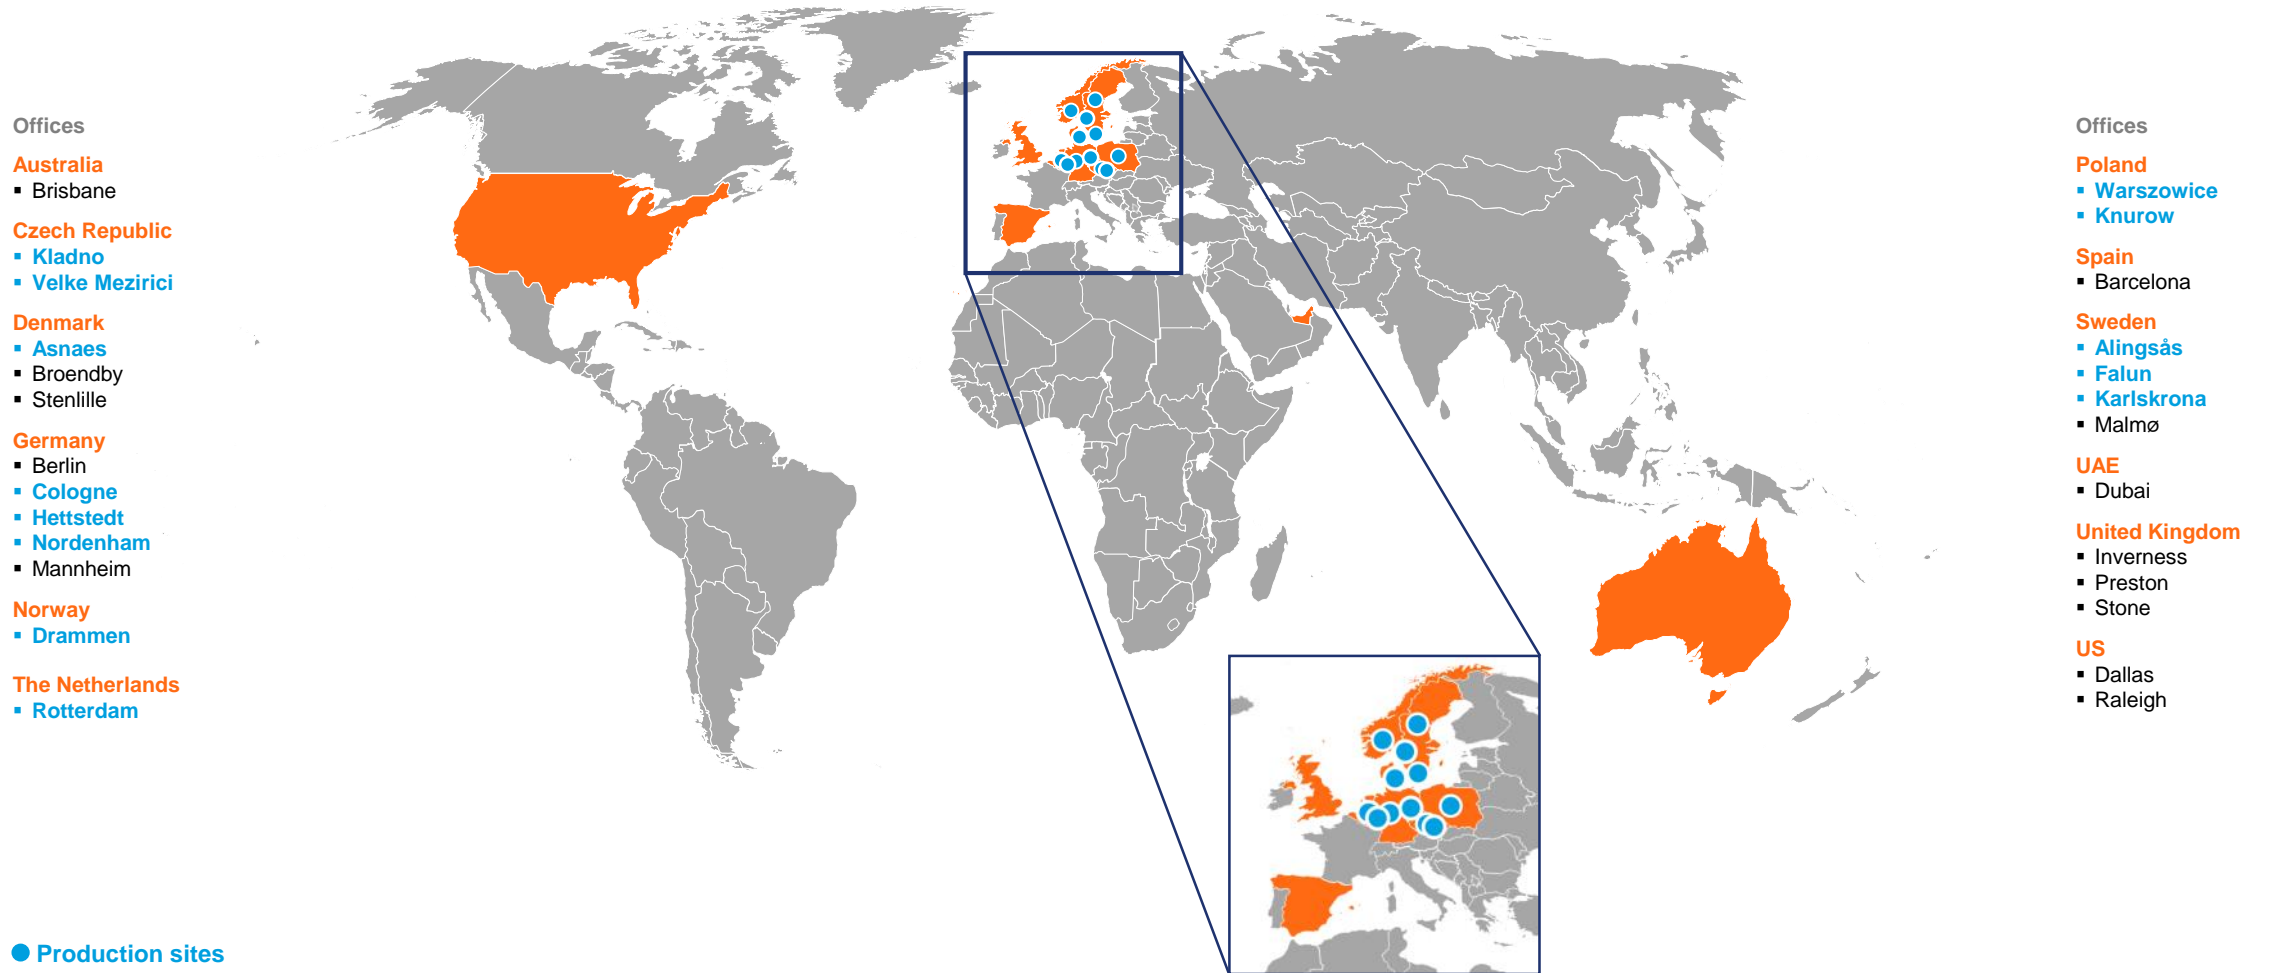 Offices
Australia
▪ Brisbane
Czech Republic
▪ Kladno
▪ Velke Mezirici
Denmark
▪ Asnaes
▪ Broendby
▪ Stenlille
Germany
▪ Berlin
▪ Cologne
▪ Hettstedt
▪ Nordenham
▪ Mannheim
Norway
▪ Drammen
The Netherlands
▪ Rotterdam
Production sites
Offices
Poland
▪ Warszowice
▪ Knurow
Spain
▪ Barcelona
Sweden
▪ Alingsås
▪ Falun
▪ Karlskrona
▪ Malmø
UAE
▪ Dubai
United Kingdom
▪ Inverness
▪ Preston
▪ Stone
US
▪ Dallas
▪ Raleigh